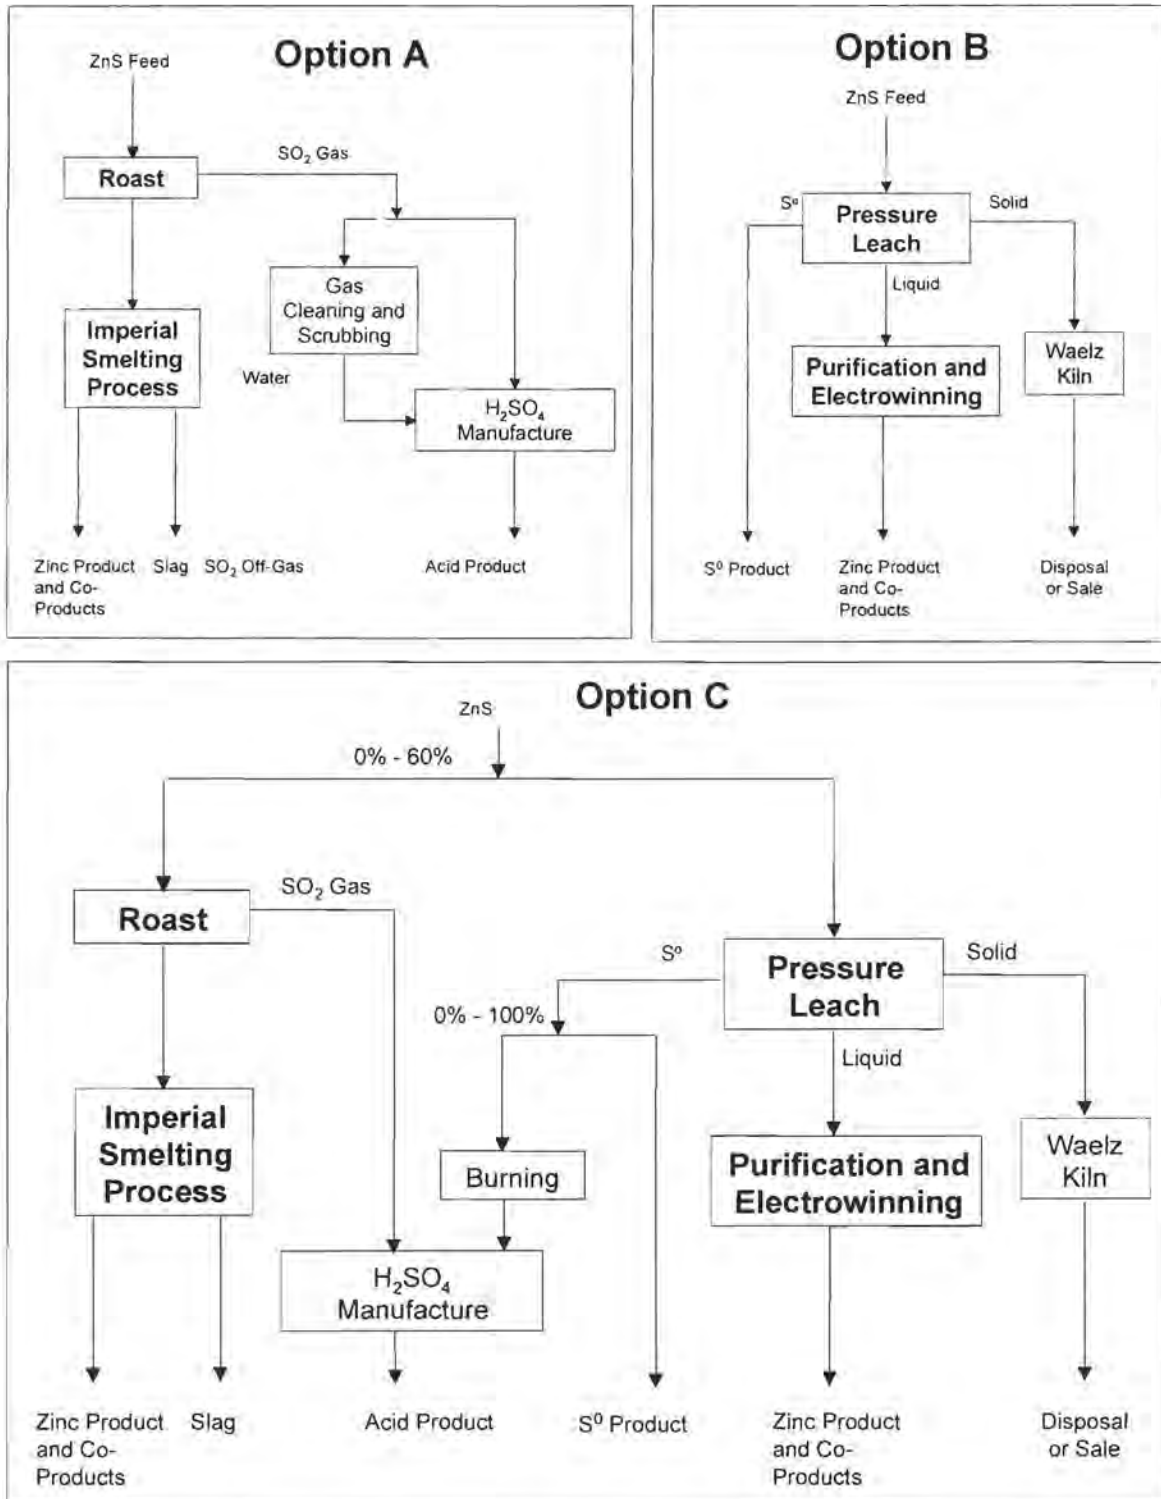 Option A
ZnS Feed
SO₂ Gas
Roast
Gas
Cleaning and
Scrubbing
Imperial
Smelting
Process
Water
H₂SO₄
Manufacture
Zinc Product
and Co-
Products
Slag
SO₂ Off-Gas
Acid Product
Option B
ZnS Feed
S⁰
Pressure
Leach
Solid
Liquid
Purification and
Electrowinning
Waelz
Kiln
S⁰ Product
Zinc Product
and Co-
Products
Disposal
or Sale
Option C
ZnS
0% - 60%
Roast
SO₂ Gas
S⁰
Pressure
Leach
Solid
0% - 100%
Liquid
Imperial
Smelting
Process
Burning
Purification and
Electrowinning
Waelz
Kiln
H₂SO₄
Manufacture
Zinc Product
and Co-
Products
Slag
Acid Product
S⁰ Product
Zinc Product
and Co-
Products
Disposal
or Sale